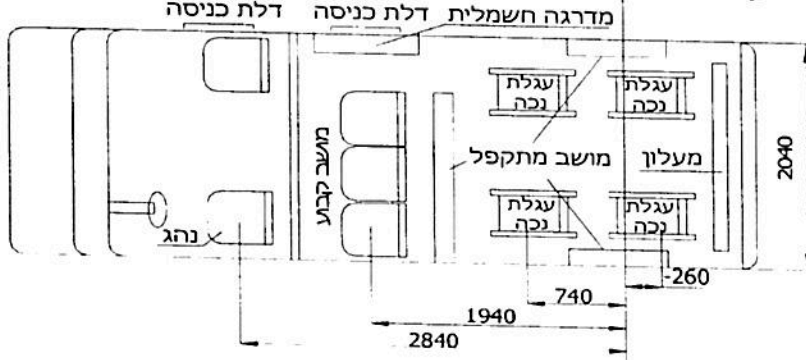 דלת כניסה
דלת כניסה
מדרגה חשמלית
עגלת
נכה
עגלת
נכה
מושב קבוע
מושב מתקפל
מעלון
2040
עגלת
נכה
עגלת
נכה
נהג
-260
740
1940
2840